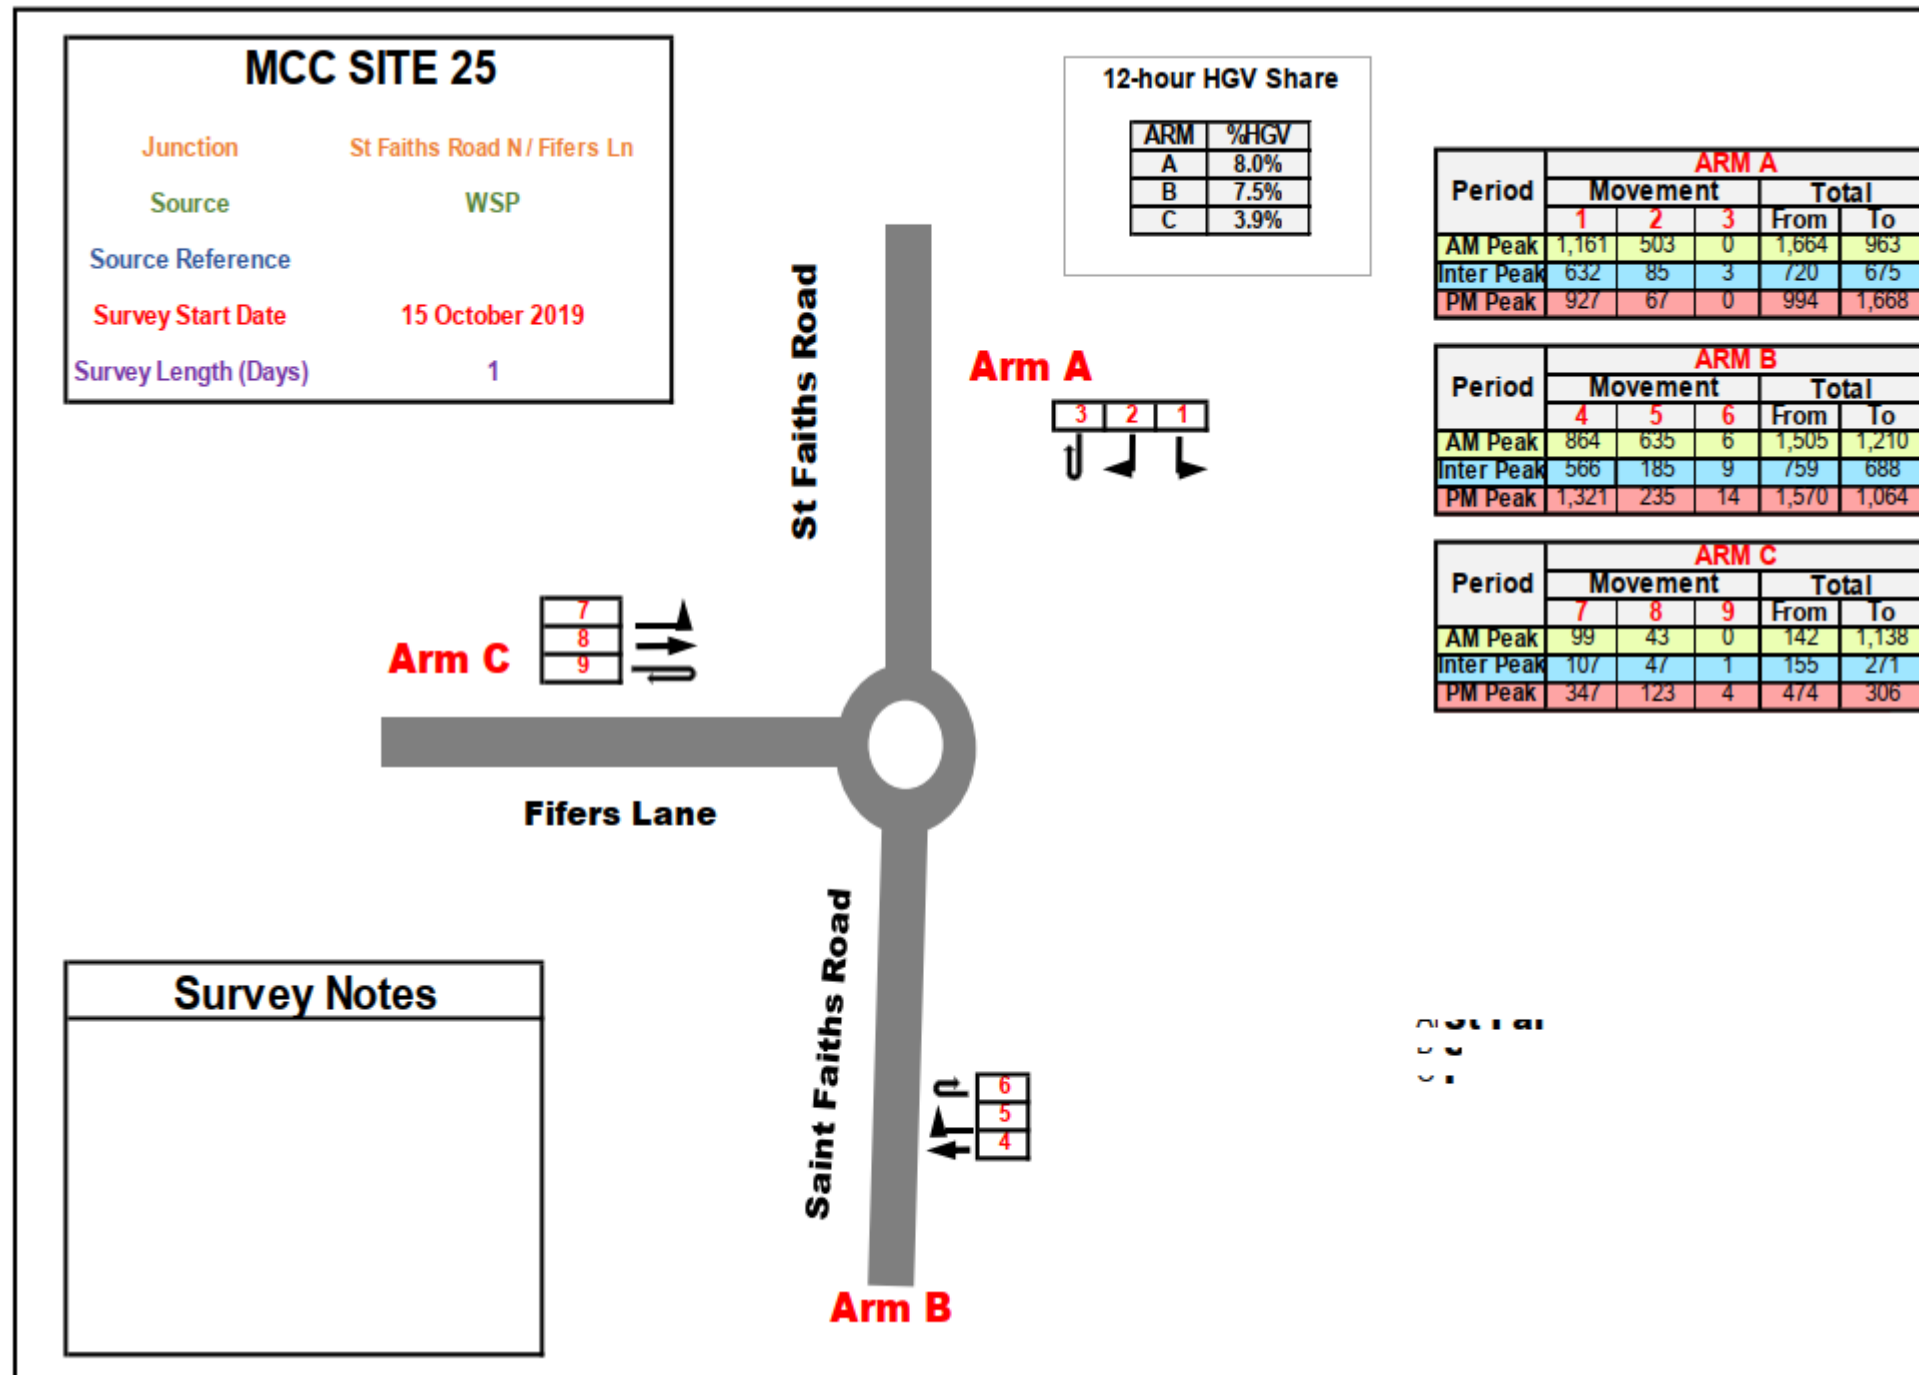 MCC SITE 25
Junction St Faiths Road N / Fifers Ln
Source WSP
Source Reference
Survey Start Date 15 October 2019
Survey Length (Days) 1
12-hour HGV Share
ARM %HGV
A 8.0%
B 7.5%
C 3.9%
ARM A
Period Movement Total
1 2 3 From To
AM Peak 1,161 503 0 1,664 963
Inter Peak 632 85 3 720 675
PM Peak 927 67 0 994 1,668
ARM B
Period Movement Total
4 5 6 From To
AM Peak 864 635 6 1,505 1,210
Inter Peak 566 185 9 759 688
PM Peak 1,321 235 14 1,570 1,064
ARM C
Period Movement Total
7 8 9 From To
AM Peak 99 43 0 142 1,138
Inter Peak 107 47 1 155 271
PM Peak 347 123 4 474 306
St Faiths Road
Arm A
3 2 1
Arm C
7
8
9
Fifers Lane
Saint Faiths Road
6
5
4
Arm B
Survey Notes